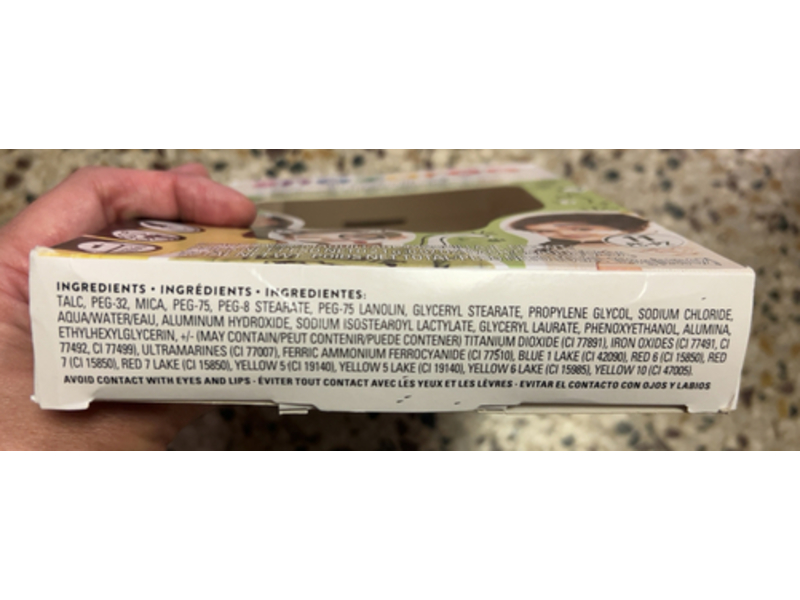 INGREDIENTS • INGRÉDIENTS • INGREDIENTES:
TALC, PEG-32, MICA, PEG-75, PEG-8 STEARATE, PEG-75 LANOLIN, GLYCERYL STEARATE, PROPYLENE GLYCOL, SODIUM CHLORIDE,
AQUA/WATER/EAU, ALUMINUM HYDROXIDE, SODIUM ISOSTEAROYL LACTYLATE, GLYCERYL LAURATE, PHENOXYETHANOL, ALUMINA,
ETHYLHEXYLGLYCERIN, +/- (MAY CONTAIN/PEUT CONTENIR/PUEDE CONTENER) TITANIUM DIOXIDE (CI 77891), IRON OXIDES (CI 77491, CI
77492, CI 77499), ULTRAMARINES (CI 77007), FERRIC AMMONIUM FERROCYANIDE (CI 77510), BLUE 1 LAKE (CI 42090), RED 6 (CI 15850), RED
7 (CI 15850), RED 7 LAKE (CI 15850), YELLOW 5 (CI 19140), YELLOW 5 LAKE (CI 19140), YELLOW 6 LAKE (CI 15985), YELLOW 10 (CI 47005).
AVOID CONTACT WITH EYES AND LIPS • ÉVITER TOUT CONTACT AVEC LES YEUX ET LES LÈVRES • EVITAR EL CONTACTO CON OJOS Y LABIOS